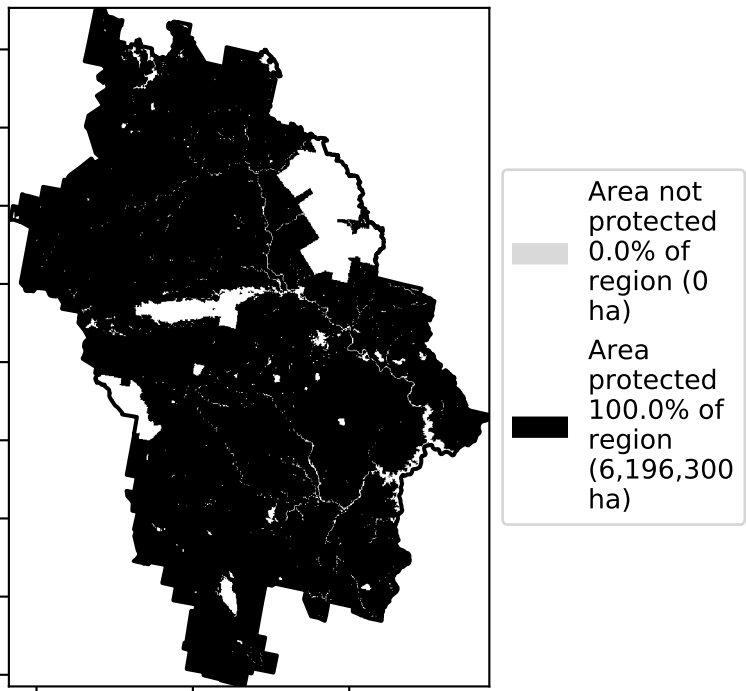 Area not
protected
0.0% of
region (0
ha)
Area
protected
100.0% of
region
(6,196,300
ha)